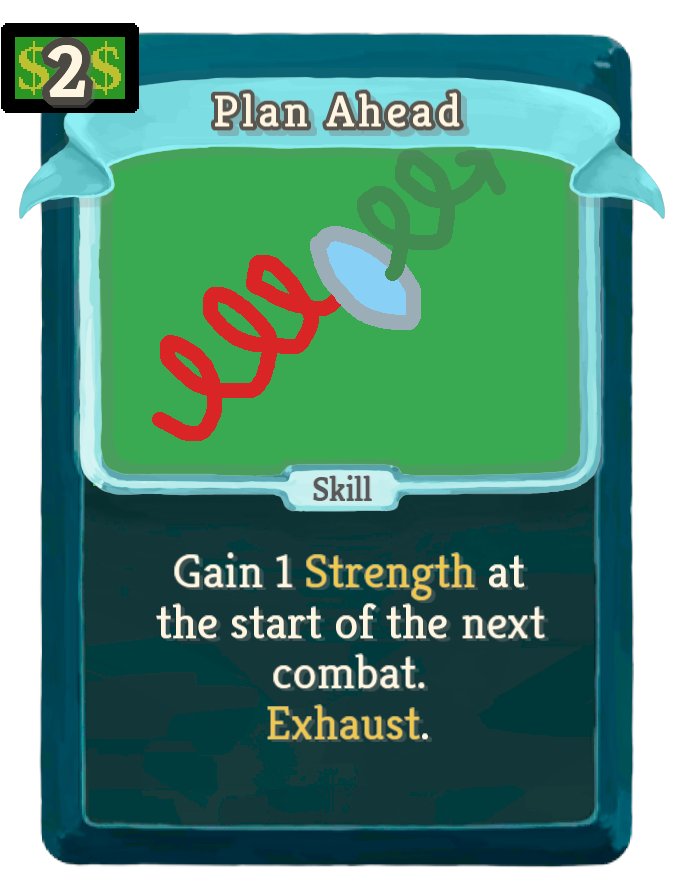 $2$
Plan Ahead
Skill
Gain 1 Strength at
the start of the next
combat.
Exhaust.